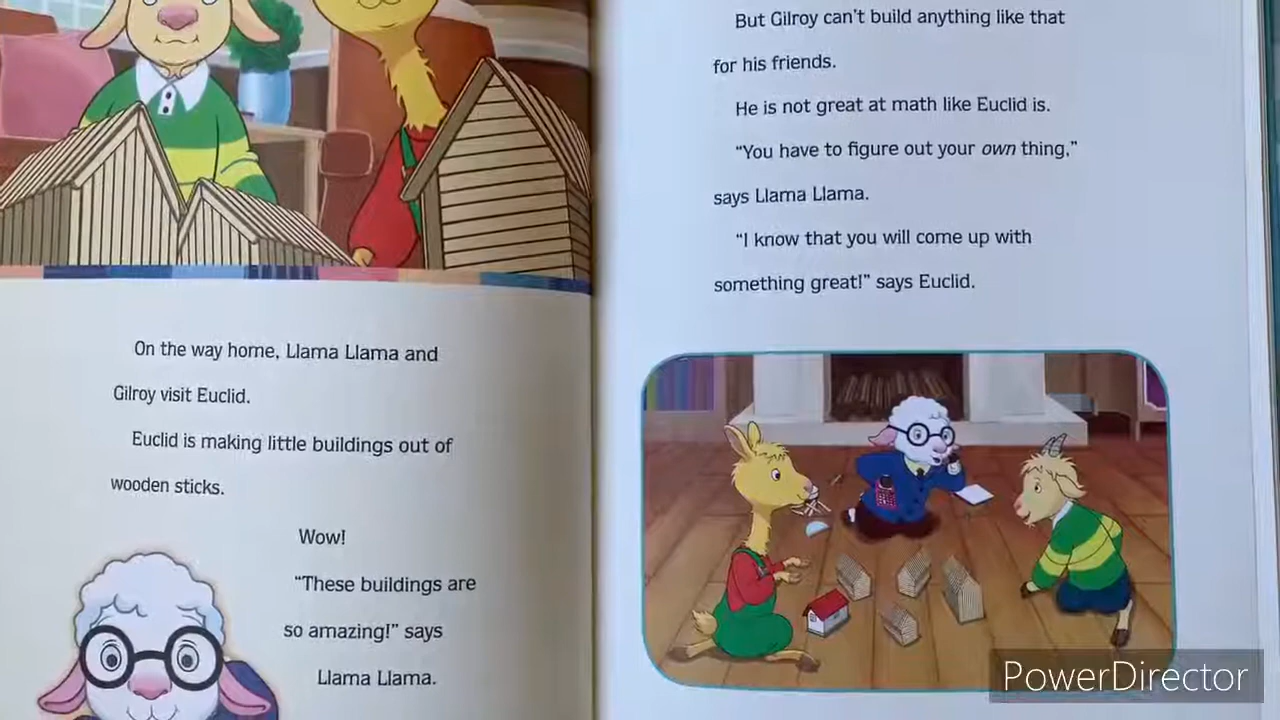 On the way home, Llama Llama and
Gilroy visit Euclid.
Euclid is making little buildings out of
wooden sticks.
Wow!
“These buildings are
so amazing!” says
Llama Llama.
But Gilroy can’t build anything like that
for his friends.
He is not great at math like Euclid is.
“You have to figure out your own thing,”
says Llama Llama.
“I know that you will come up with
something great!” says Euclid.
PowerDirector